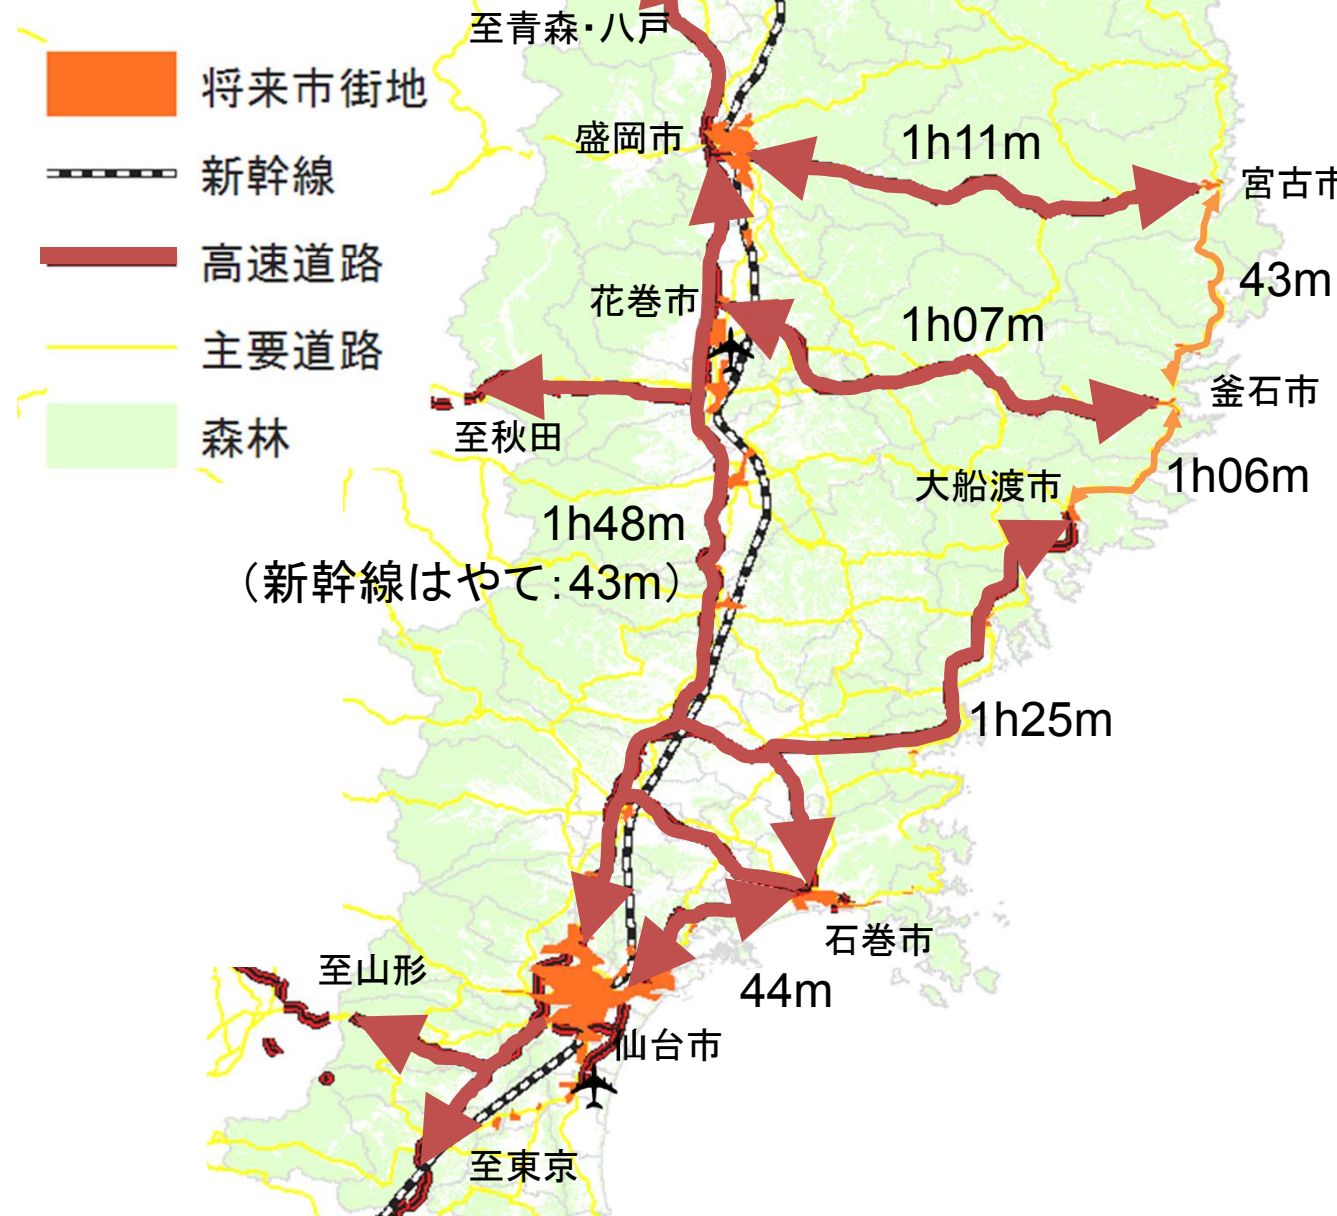 至青森・八戸
将来市街地
新幹線
高速道路
主要道路
森林
盛岡市
1h11m
宮古市
43m
花巻市
1h07m
釜石市
至秋田
大船渡市
1h06m
1h48m
（新幹線はやて：43m）
1h25m
石巻市
44m
至山形
仙台市
至東京